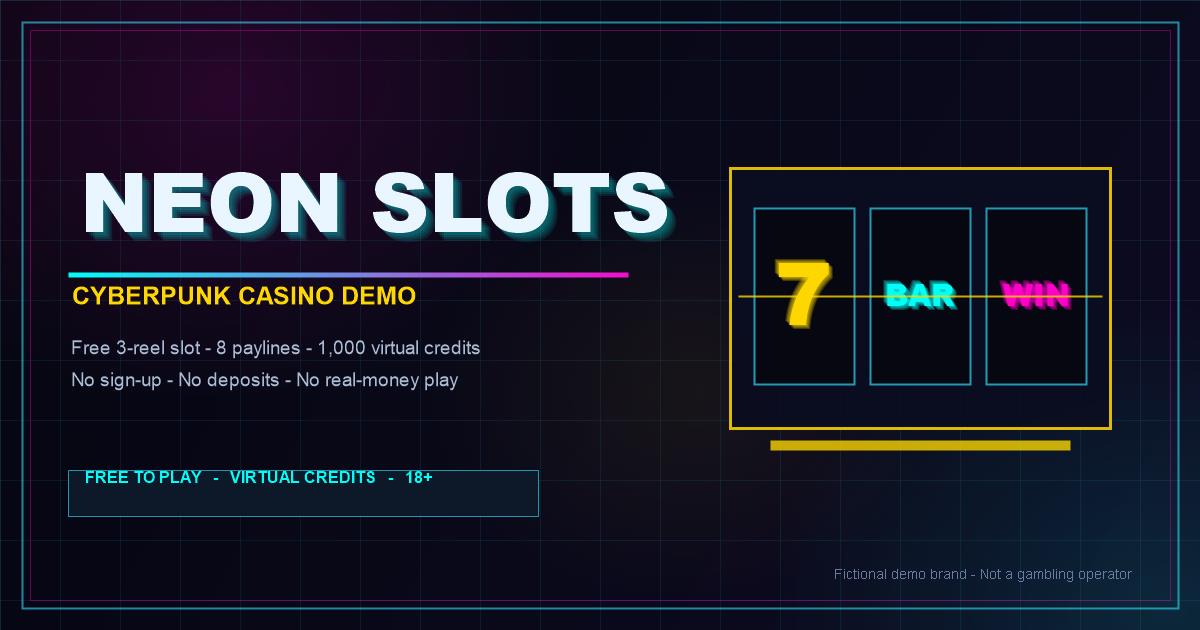 NEON SLOTS
CYBERPUNK CASINO DEMO
Free 3-reel slot - 8 paylines - 1,000 virtual credits
No sign-up - No deposits - No real-money play
FREE TO PLAY - VIRTUAL CREDITS - 18+
7 BAR WIN
Fictional demo brand - Not a gambling operator